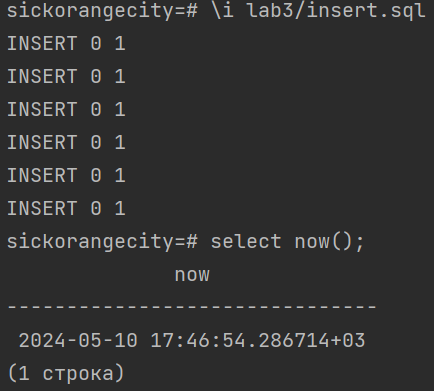 sickorangecity=# \i lab3/insert.sql
INSERT 0 1
INSERT 0 1
INSERT 0 1
INSERT 0 1
INSERT 0 1
INSERT 0 1
sickorangecity=# select now();
              now
-------------------------------
 2024-05-10 17:46:54.286714+03
(1 строка)